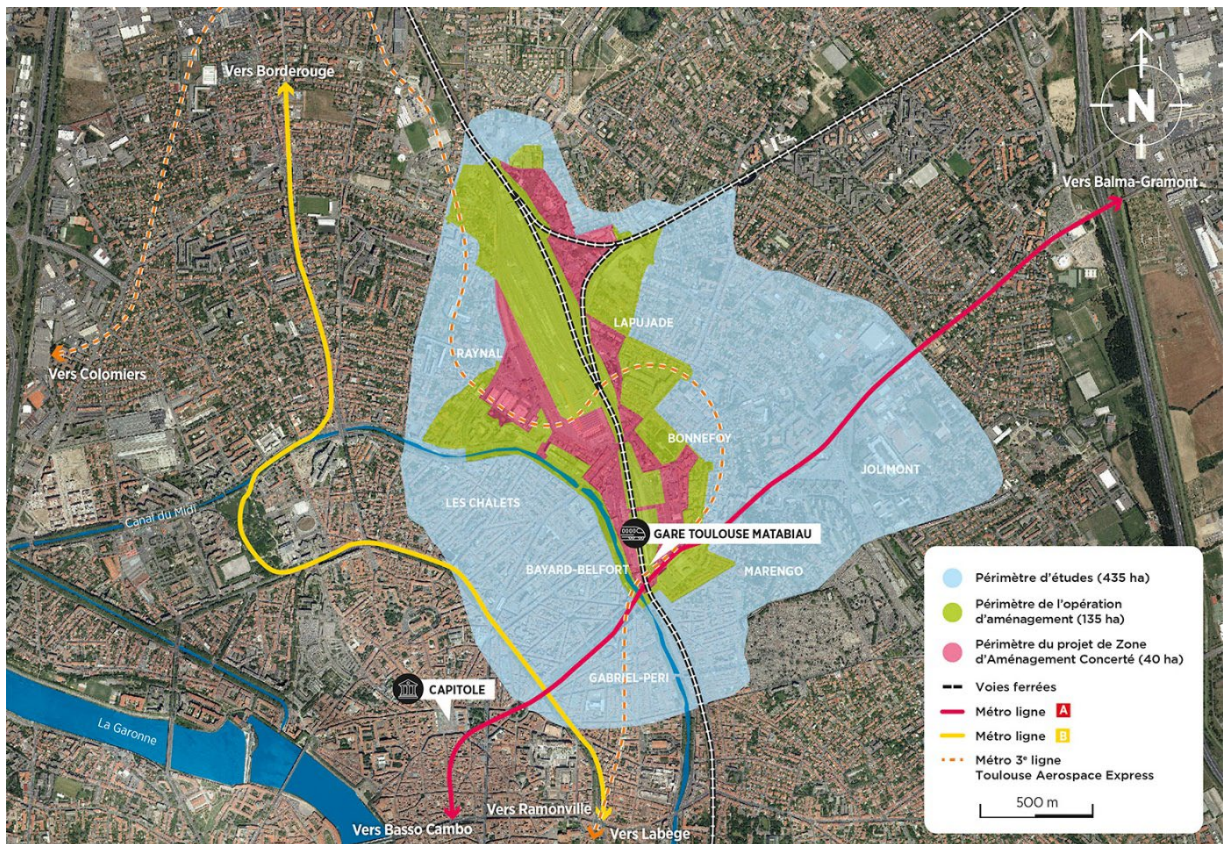 Vers Borderouge
N
Vers Balma-Gramont
LAPUJADE
RAYNAL
Vers Colomiers
BONNEFOY
JOLIMONT
LES CHALETS
Canal du Midi
GARE TOULOUSE MATABIAU
BAYARD-BELFORT
MARENGO
GABRIEL-PERI
CAPITOLE
La Garonne
Vers Ramonville
Vers Basso Cambo
Vers Labège
Périmètre d'études (435 ha)
Périmètre de l'opération
d'aménagement (135 ha)
Périmètre du projet de Zone
d'Aménagement Concerté (40 ha)
Voies ferrées
Métro ligne A
Métro ligne B
Métro 3e ligne
Toulouse Aerospace Express
500 m